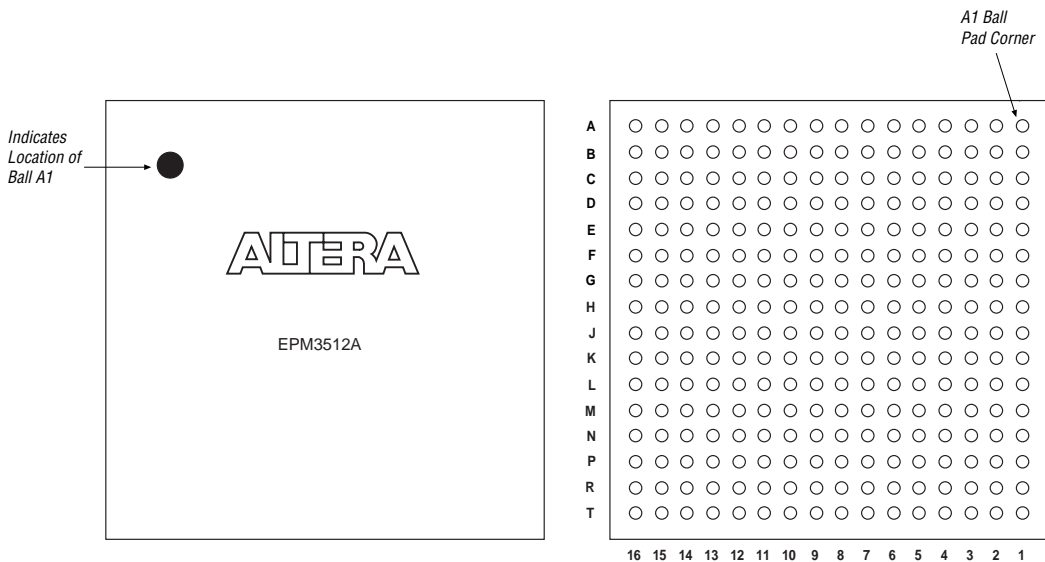 A1 Ball
Pad Corner
Indicates
Location of
Ball A1
ALTERA
EPM3512A
A
B
C
D
E
F
G
H
J
K
L
M
N
P
R
T
16 15 14 13 12 11 10 9 8 7 6 5 4 3 2 1